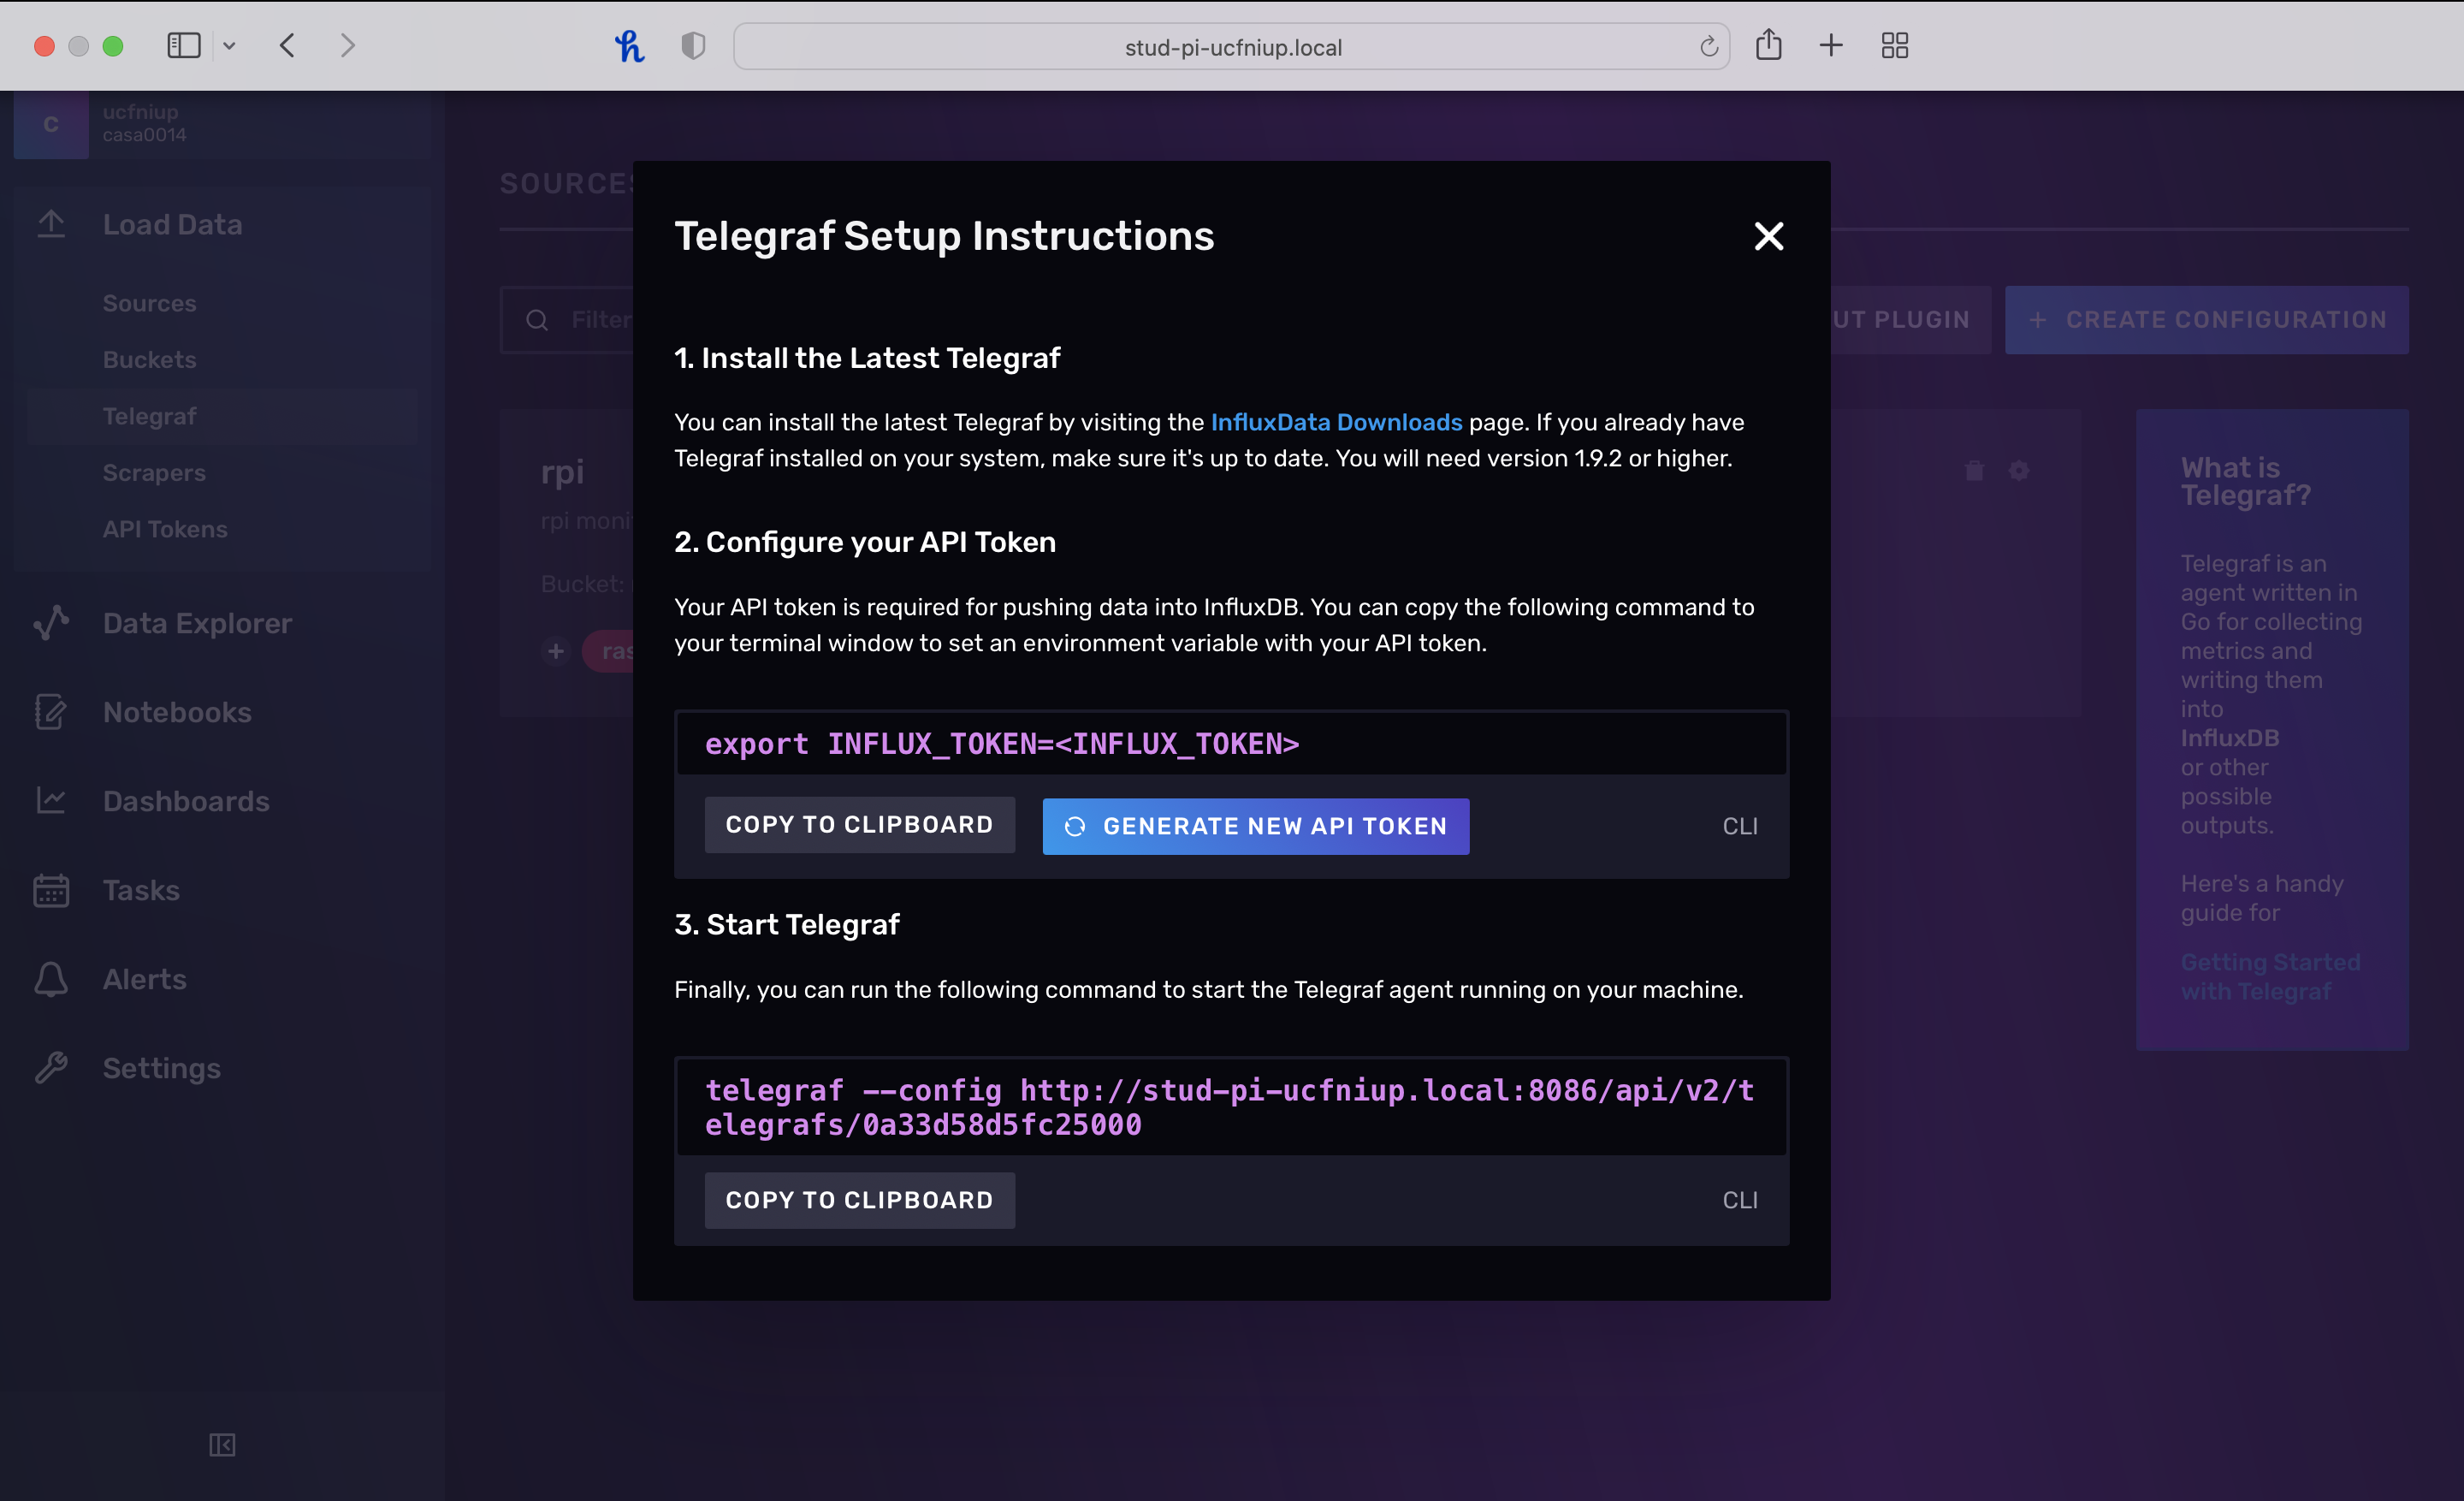 stud-pi-ucfniup.local
c
ucfniup
casa0014
Load Data
Sources
Buckets
Telegraf
Scrapers
API Tokens
Data Explorer
Notebooks
Dashboards
Tasks
Alerts
Settings
SOURCES
Filter
UT PLUGIN
+ CREATE CONFIGURATION
rpi
rpi moni
Bucket:
+ ras
Telegraf Setup Instructions
1. Install the Latest Telegraf
You can install the latest Telegraf by visiting the InfluxData Downloads page. If you already have
Telegraf installed on your system, make sure it's up to date. You will need version 1.9.2 or higher.
2. Configure your API Token
Your API token is required for pushing data into InfluxDB. You can copy the following command to
your terminal window to set an environment variable with your API token.
export INFLUX_TOKEN=<INFLUX_TOKEN>
COPY TO CLIPBOARD
GENERATE NEW API TOKEN
CLI
3. Start Telegraf
Finally, you can run the following command to start the Telegraf agent running on your machine.
telegraf --config http://stud-pi-ucfniup.local:8086/api/v2/t
elegrafs/0a33d58d5fc25000
COPY TO CLIPBOARD
CLI
What is
Telegraf?
Telegraf is an
agent written in
Go for collecting
metrics and
writing them
into
InfluxDB
or other
possible
outputs.
Here's a handy
guide for
Getting Started
with Telegraf